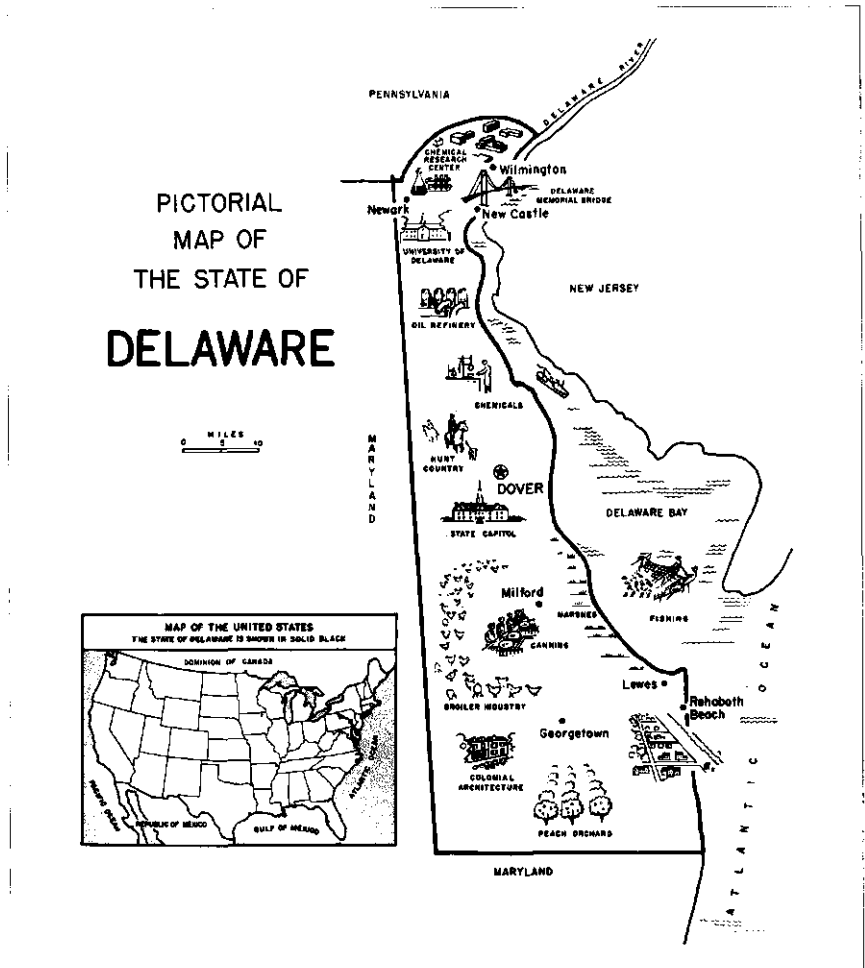 PENNSYLVANIA
DELAWARE RIVER
CHEMICAL
RESEARCH
CENTER
Wilmington
DELAWARE
MEMORIAL BRIDGE
Newark
New Castle
UNIVERSITY OF
DELAWARE
PICTORIAL
MAP OF
THE STATE OF
DELAWARE
NEW JERSEY
OIL REFINERY
CHEMICALS
MILES
0 5 10
MARYLAND
HUNT
COUNTRY
DOVER
DELAWARE BAY
STATE CAPITOL
Milford
MARSHES
FISHING
CANNING
Lewes
Rehoboth
Beach
BROILER INDUSTRY
Georgetown
COLONIAL
ARCHITECTURE
PEACH ORCHARD
MARYLAND
ATLANTIC OCEAN
MAP OF THE UNITED STATES
THE STATE OF DELAWARE IS SHOWN IN SOLID BLACK
DOMINION OF CANADA
PACIFIC OCEAN
ATLANTIC OCEAN
REPUBLIC OF MEXICO
GULF OF MEXICO